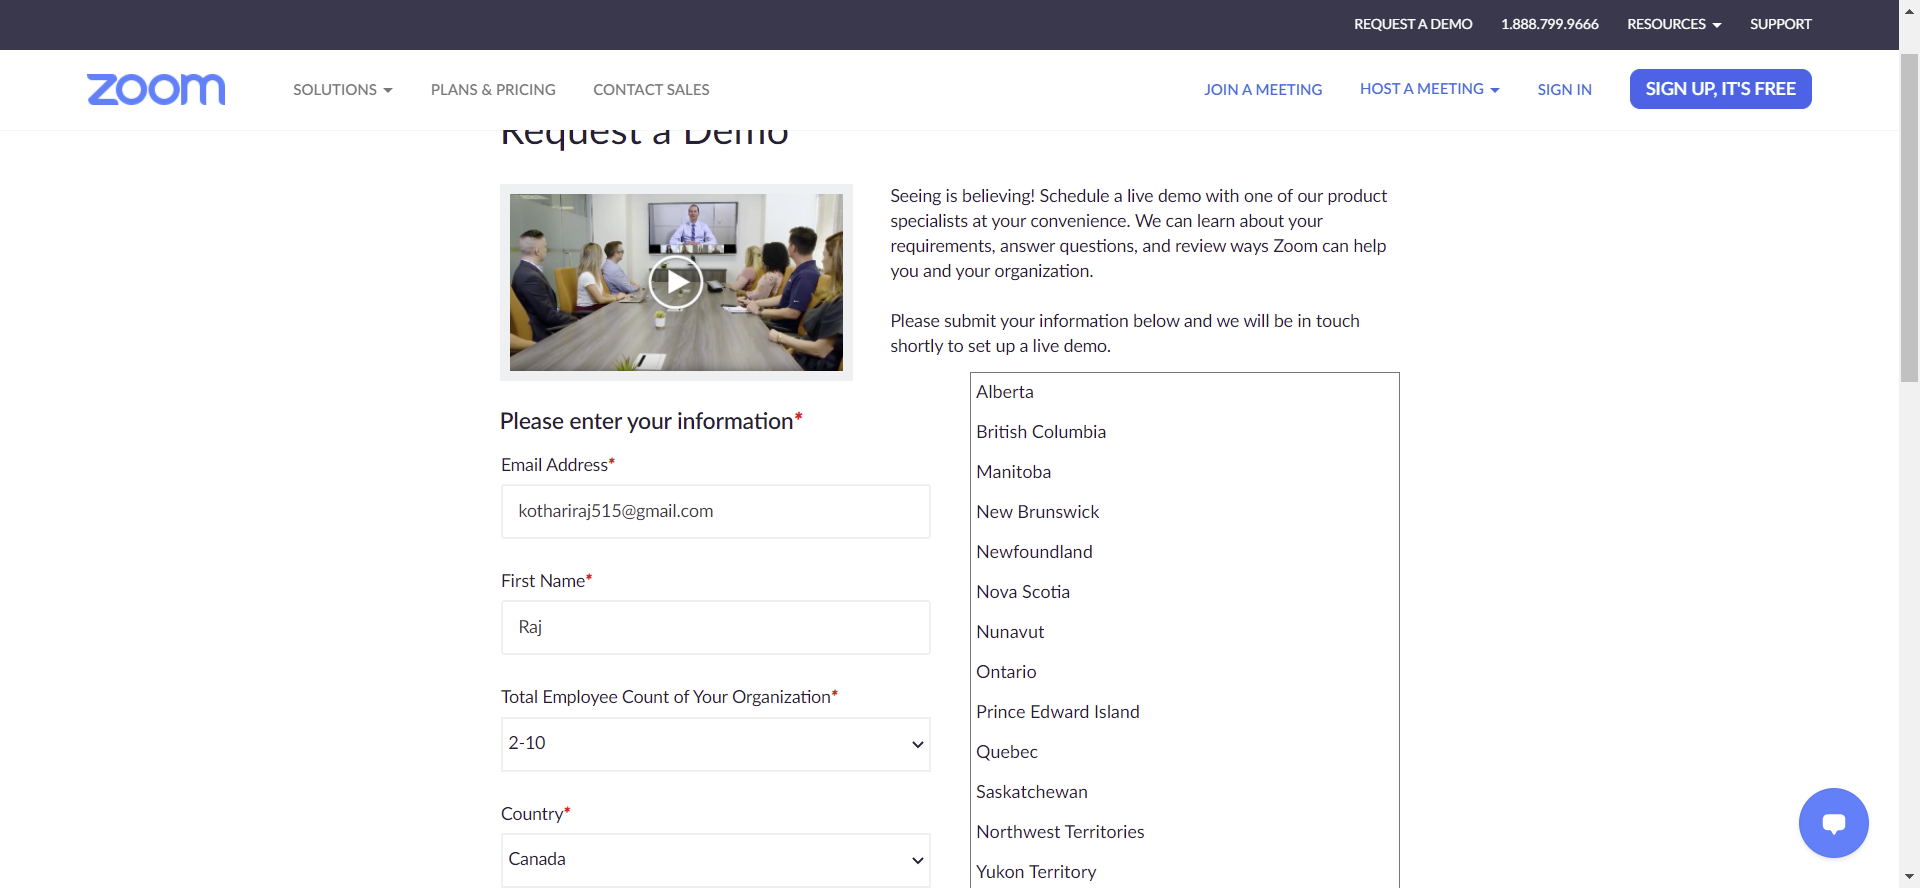 REQUEST A DEMO 1.888.799.9666 RESOURCES SUPPORT
zoom SOLUTIONS PLANS & PRICING CONTACT SALES JOIN A MEETING HOST A MEETING SIGN IN SIGN UP, IT'S FREE
Request a Demo
Seeing is believing! Schedule a live demo with one of our product
specialists at your convenience. We can learn about your
requirements, answer questions, and review ways Zoom can help
you and your organization.
Please submit your information below and we will be in touch
shortly to set up a live demo.
Please enter your information*
Email Address*
kothariraj515@gmail.com
First Name*
Raj
Total Employee Count of Your Organization*
2-10
Country*
Canada
Alberta
British Columbia
Manitoba
New Brunswick
Newfoundland
Nova Scotia
Nunavut
Ontario
Prince Edward Island
Quebec
Saskatchewan
Northwest Territories
Yukon Territory